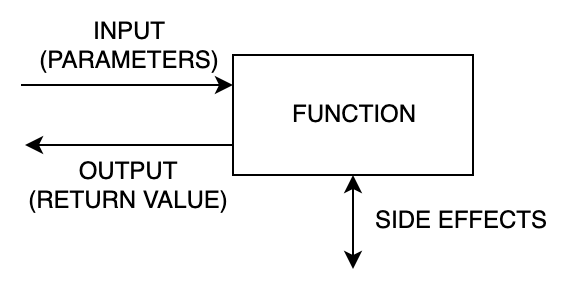 INPUT
(PARAMETERS)
FUNCTION
OUTPUT
(RETURN VALUE)
SIDE EFFECTS